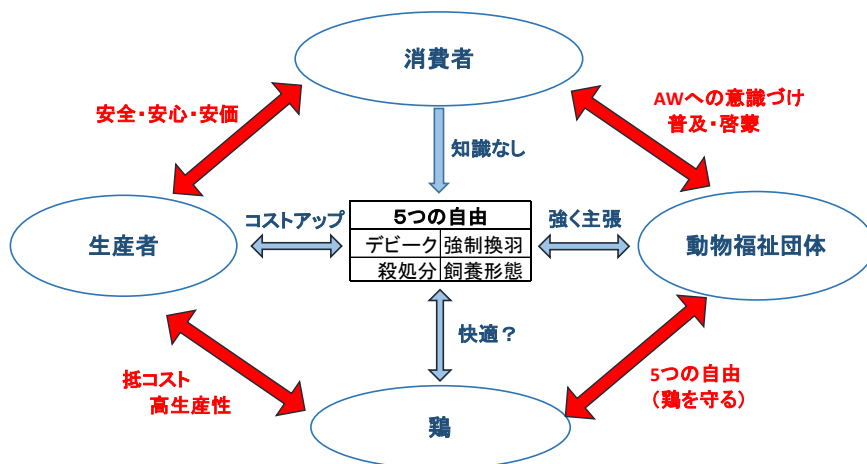 消費者
安全・安心・安価
AWへの意識づけ
普及・啓蒙
知識なし
生産者
コストアップ
5つの自由
デビーク 強制換羽
殺処分 飼養形態
強く主張
動物福祉団体
快適？
抵コスト
高生産性
5つの自由
（鶏を守る）
鶏